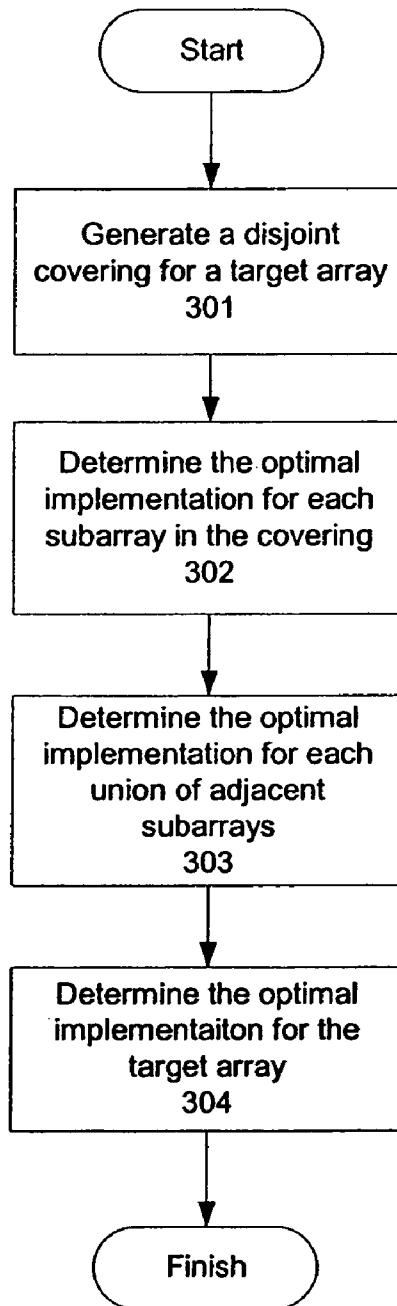 Start
Generate a disjoint
covering for a target array
301
Determine the optimal
implementation for each
subarray in the covering
302
Determine the optimal
implementation for each
union of adjacent
subarrays
303
Determine the optimal
implementaiton for the
target array
304
Finish